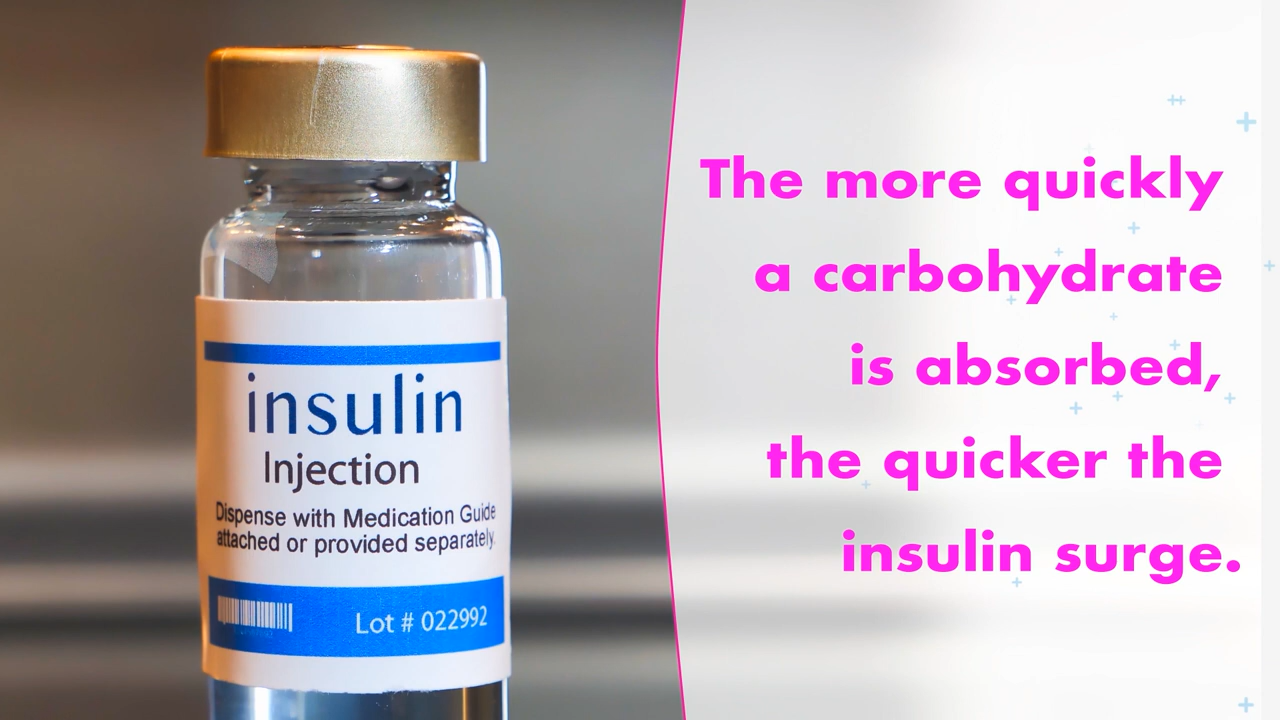 insulin
Injection
Dispense with Medication Guide
attached or provided separately.
Lot # 022992
The more quickly
a carbohydrate
is absorbed,
the quicker the
insulin surge.